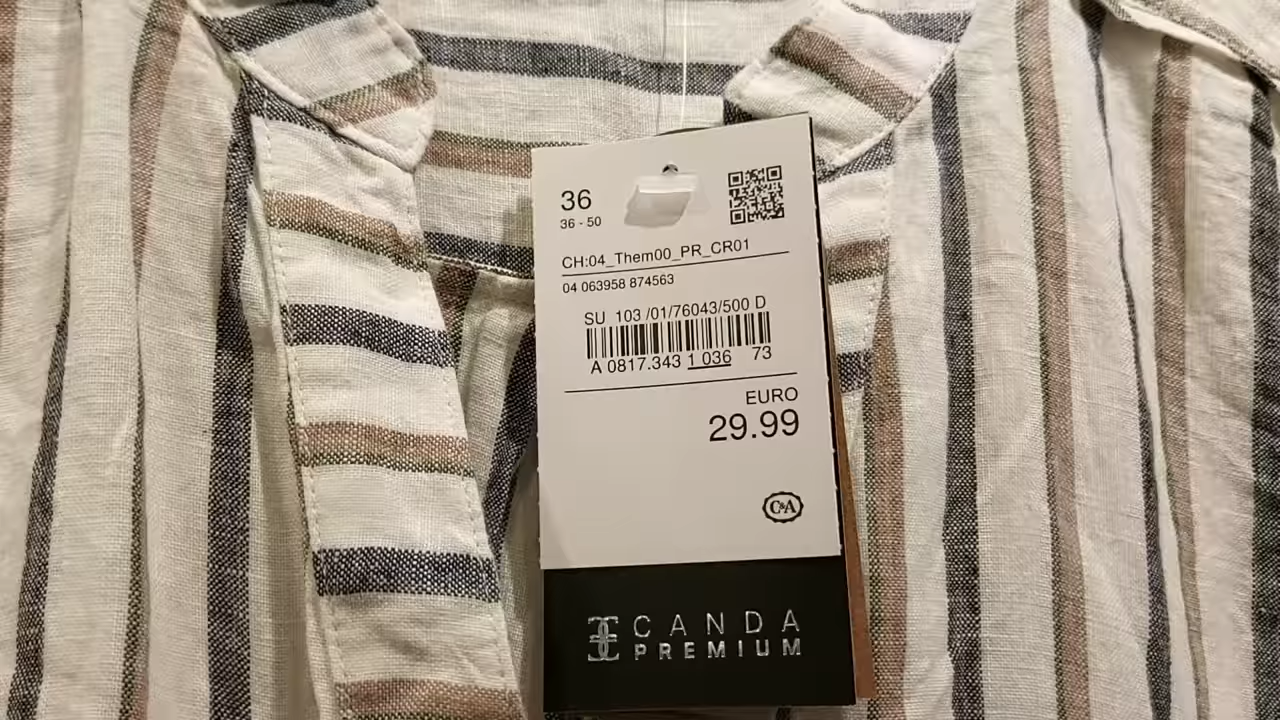 36
36 - 50
CH:04_Them00_PR_CR01
04 063958 874563
SU 103 /01/76043/500 D
A 0817.343 1 036 73
EURO
29.99
C&A
CANDA
PREMIUM